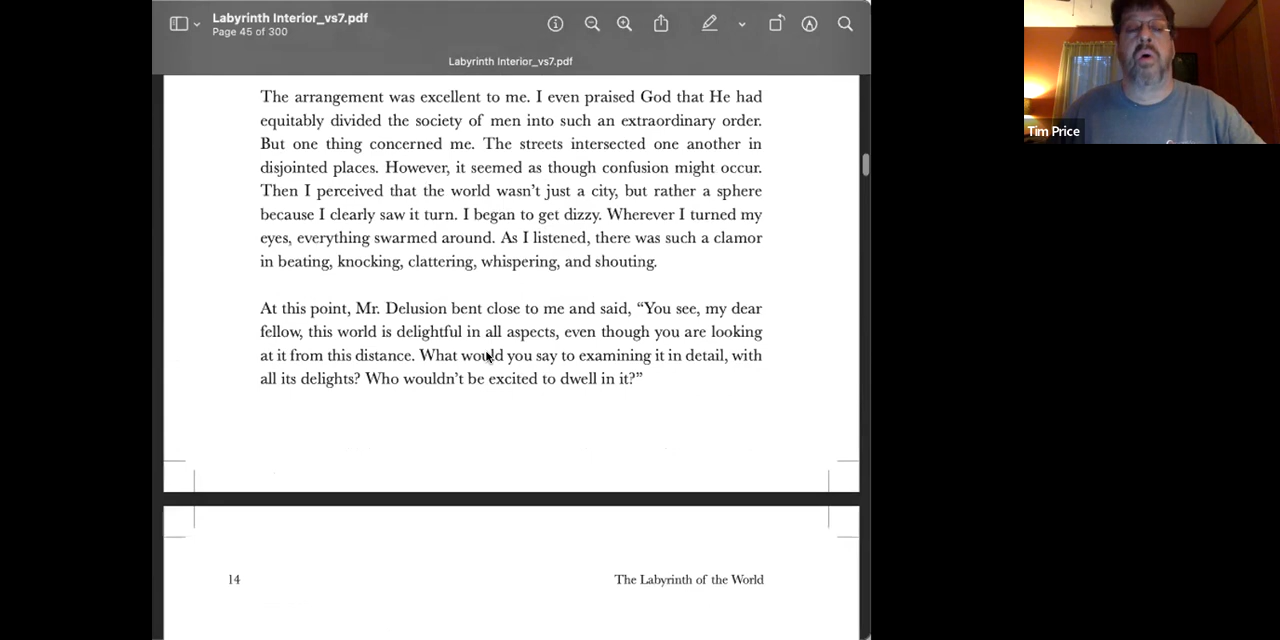 Labyrinth Interior_vs7.pdf
Page 45 of 300
Labyrinth Interior_vs7.pdf
The arrangement was excellent to me. I even praised God that He had
equitably divided the society of men into such an extraordinary order.
But one thing concerned me. The streets intersected one another in
disjointed places. However, it seemed as though confusion might occur.
Then I perceived that the world wasn’t just a city, but rather a sphere
because I clearly saw it turn. I began to get dizzy. Wherever I turned my
eyes, everything swarmed around. As I listened, there was such a clamor
in beating, knocking, clattering, whispering, and shouting.
At this point, Mr. Delusion bent close to me and said, “You see, my dear
fellow, this world is delightful in all aspects, even though you are looking
at it from this distance. What would you say to examining it in detail, with
all its delights? Who wouldn’t be excited to dwell in it?”
14
The Labyrinth of the World
Tim Price